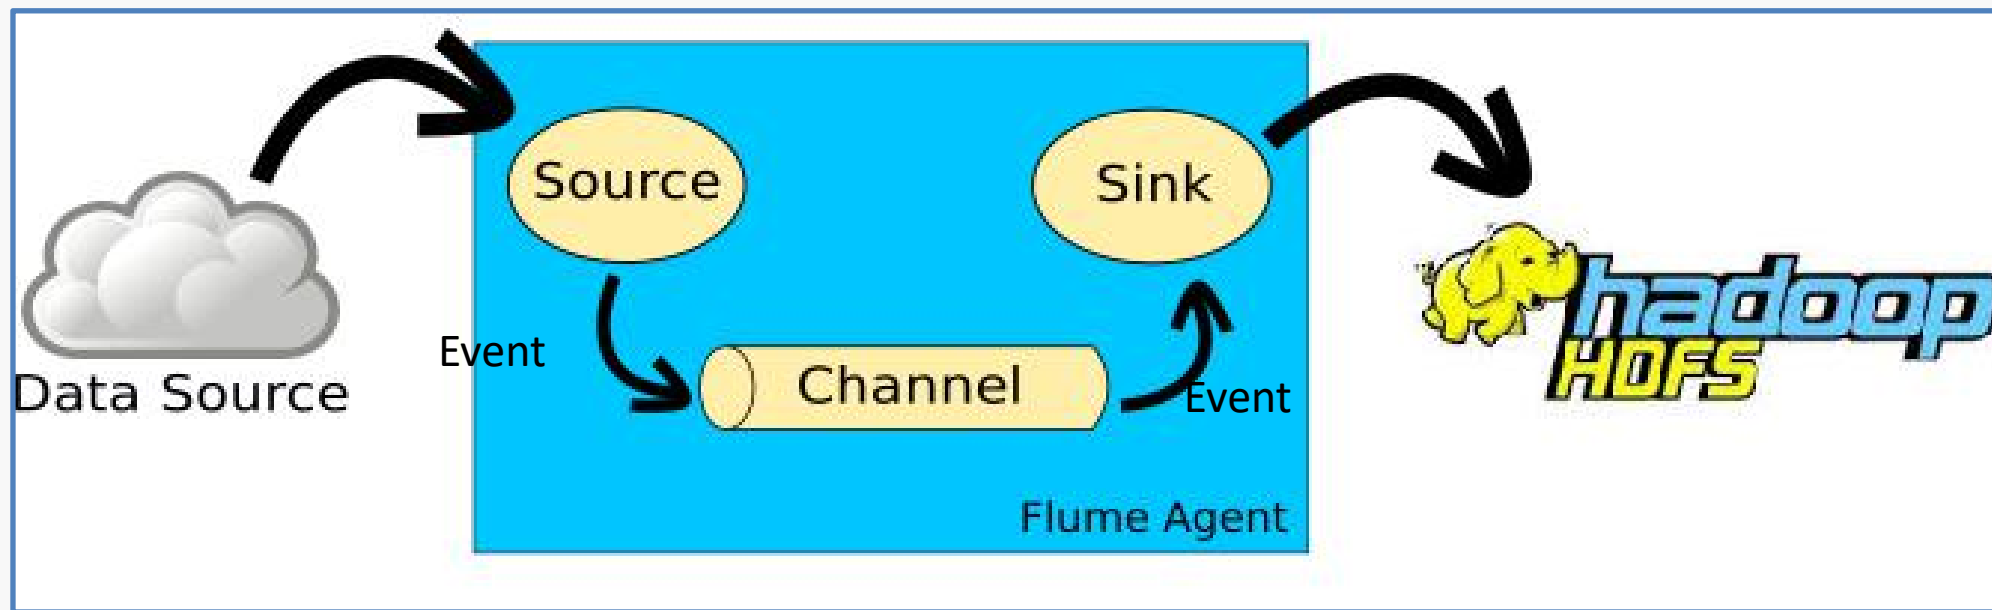 Source
Sink
hadoop
HDFS
Event
Channel
Event
Data Source
Flume Agent